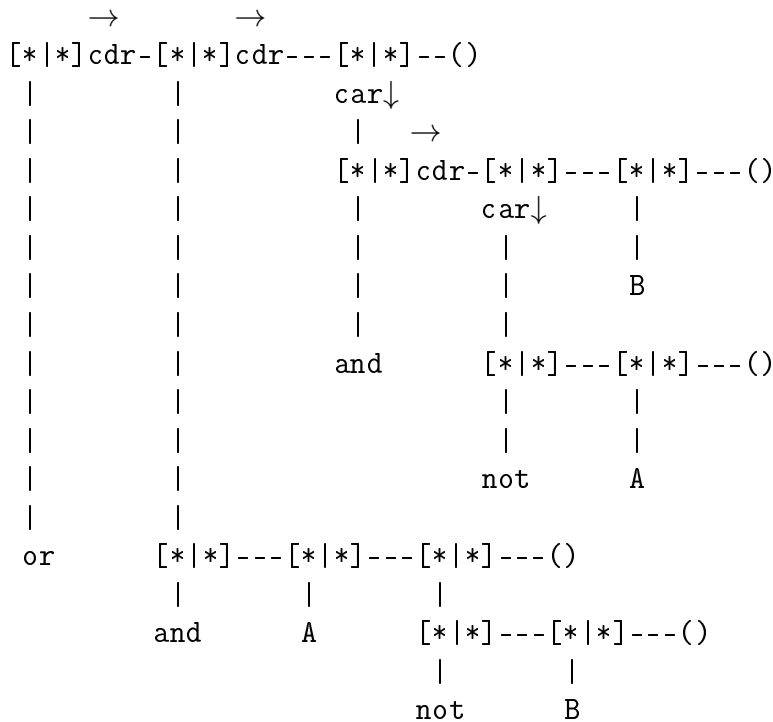 → →
[*|*]cdr-[*|*]cdr---[*|*]--()
| | car↓
| | | →
| | [*|*]cdr-[*|*]---[*|*]---()
| | | car↓ |
| | | | |
| | | | B
| | | |
| | and [*|*]---[*|*]---()
| | | |
| | | |
| | not A
| |
or [*|*]---[*|*]---[*|*]---()
| | |
and A [*|*]---[*|*]---()
| |
not B